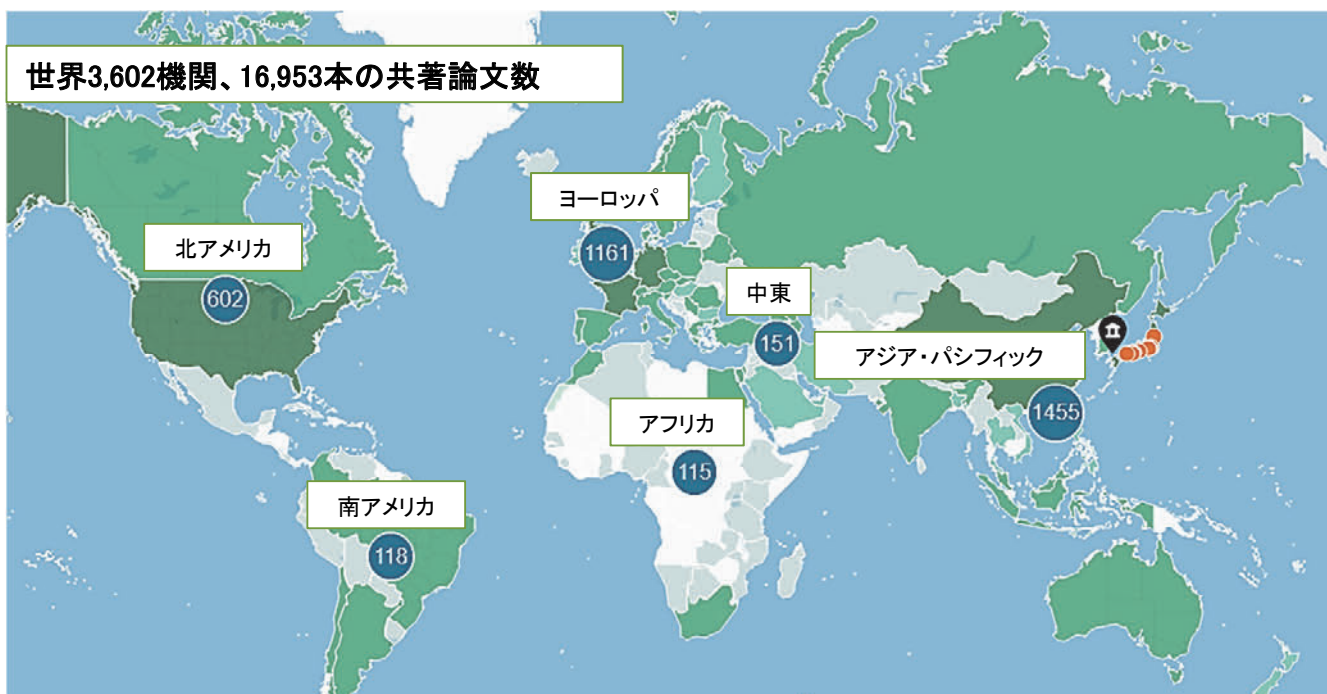 世界3,602機関、16,953本の共著論文数
ヨーロッパ
1161
北アメリカ
602
中東
151
アジア・パシフィック
1455
アフリカ
115
南アメリカ
118